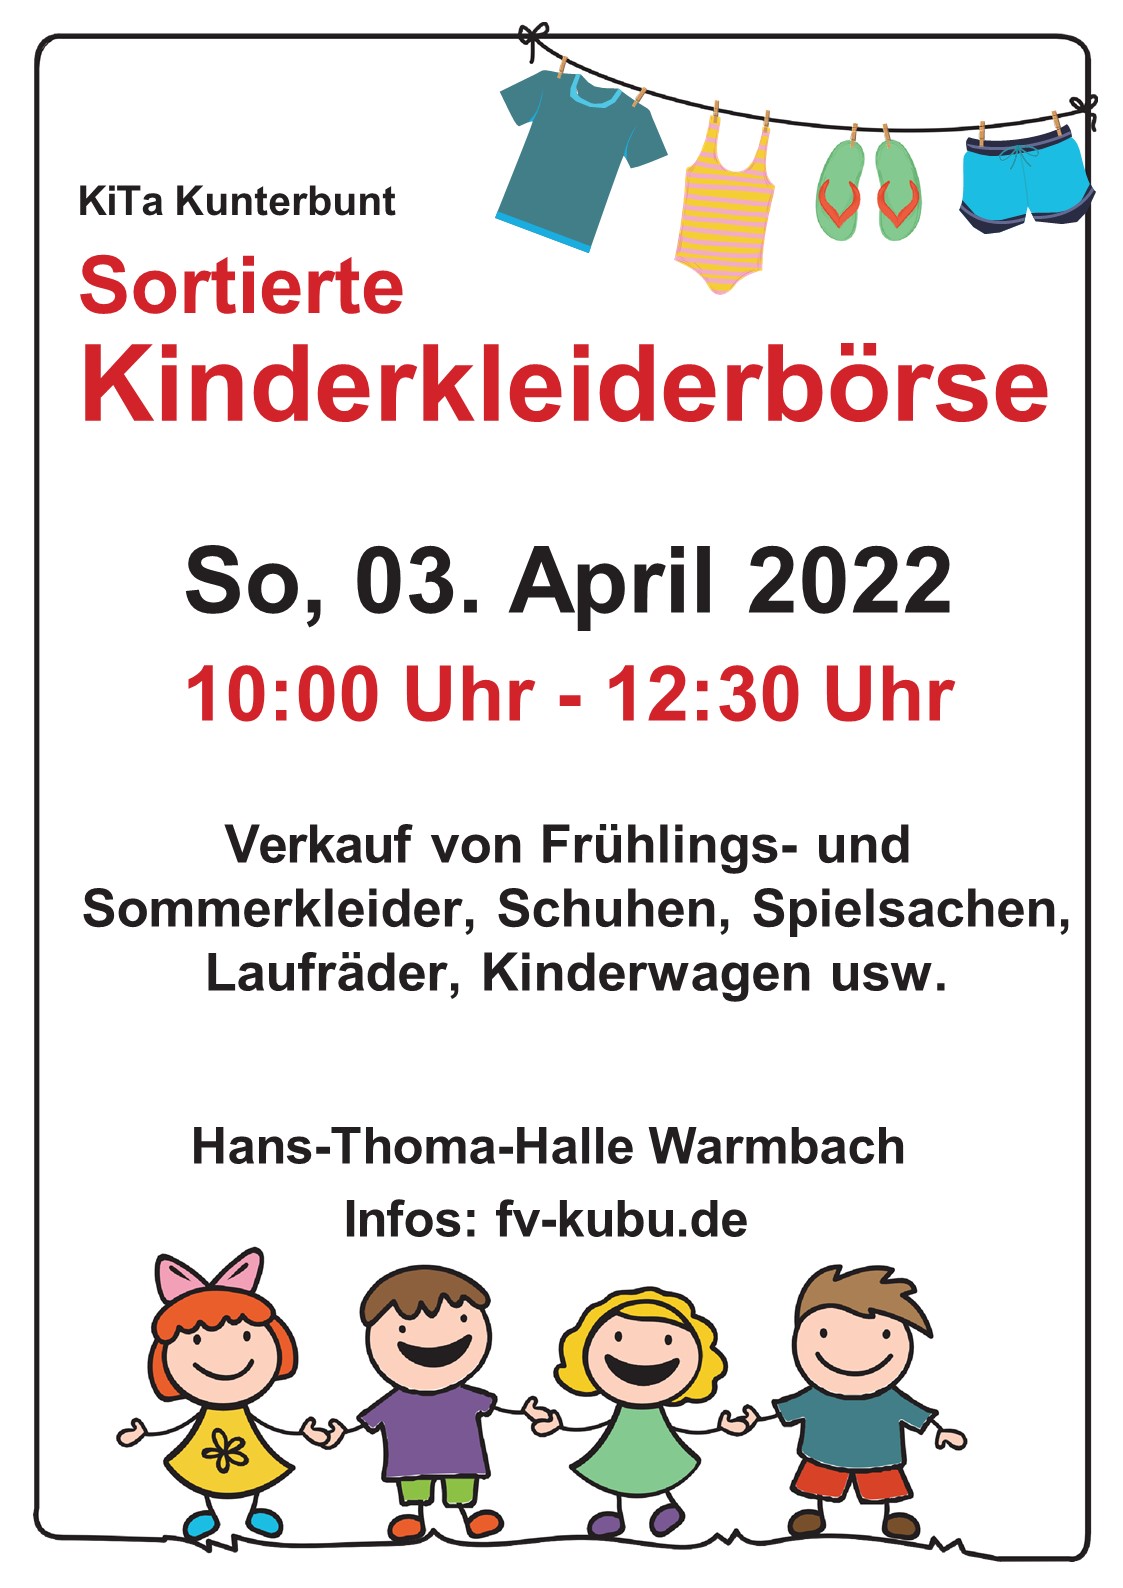 KiTa Kunterbunt
Sortierte
Kinderkleiderbörse
So, 03. April 2022
10:00 Uhr - 12:30 Uhr
Verkauf von Frühlings- und
Sommerkleider, Schuhen, Spielsachen,
Laufräder, Kinderwagen usw.
Hans-Thoma-Halle Warmbach
Infos: fv-kubu.de